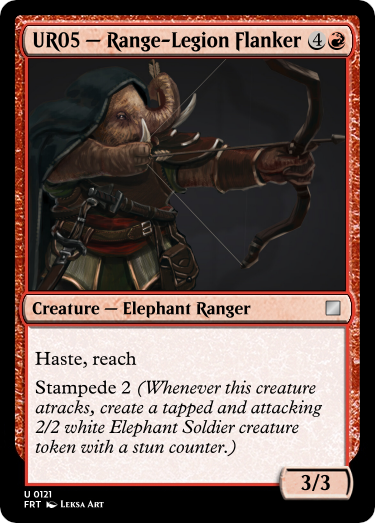 UR05 — Range-Legion Flanker 4
Creature — Elephant Ranger
Haste, reach
Stampede 2 (Whenever this creature
atracks, create a tapped and attacking
2/2 white Elephant Soldier creature
token with a stun counter.)
3/3
U 0121
FRT Leksa Art